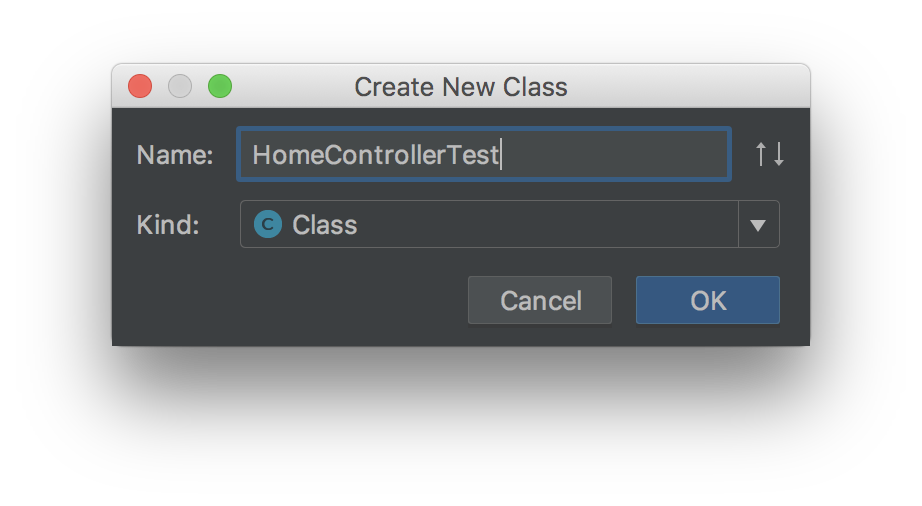 Create New Class
Name: HomeControllerTest
Kind: C Class
Cancel OK